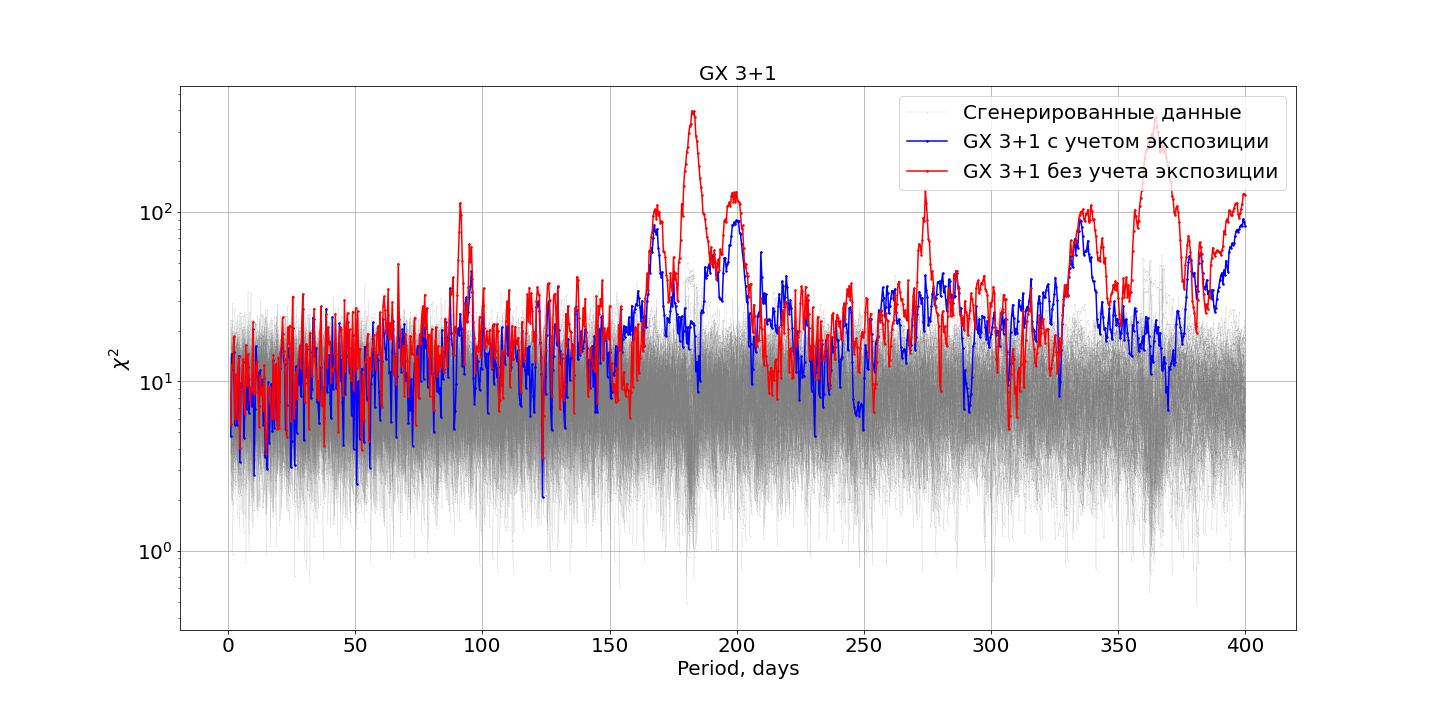 GX 3+1
Сгенерированные данные
GX 3+1 с учетом экспозиции
GX 3+1 без учета экспозиции
χ²
10²
10¹
10⁰
0 50 100 150 200 250 300 350 400
Period, days